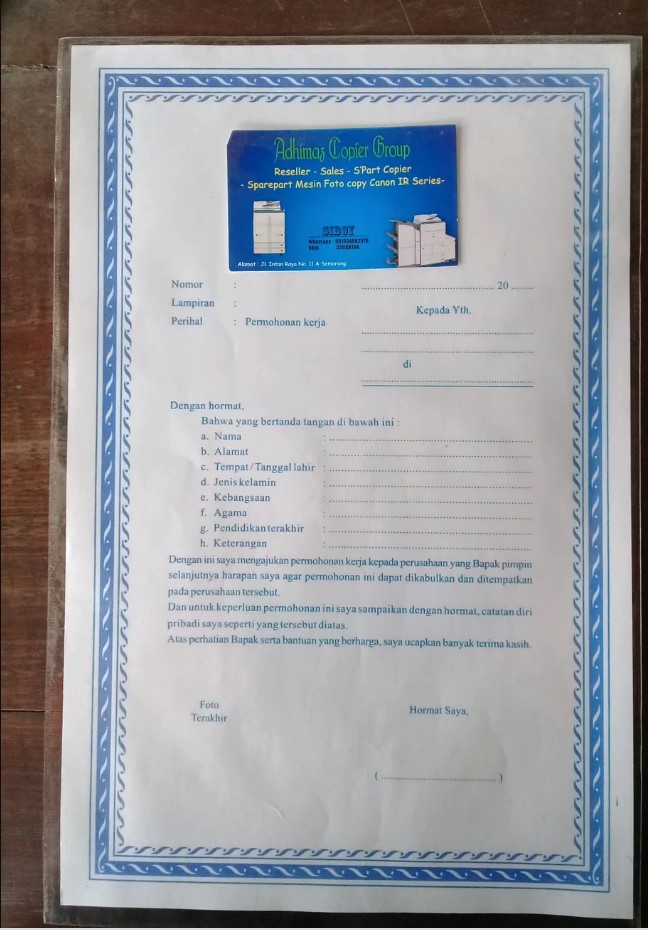 Adhimas Copier Group
Reseller - Sales - S'Part Copier
- Sparepart Mesin Foto copy Canon IR Series-
SIBOY
Whatsapp :
Alamat : Jl. Intan Raya No. 11 A Semarang
Nomor :
.......... 20 ........
Lampiran :
Kepada Yth.
Perihal : Permohonan kerja
di
Dengan hormat,
Bahwa yang bertanda tangan di bawah ini :
a. Nama :
b. Alamat :
c. Tempat/Tanggal lahir :
d. Jenis kelamin :
e. Kebangsaan :
f. Agama :
g. Pendidikan terakhir :
h. Keterangan :
Dengan ini saya mengajukan permohonan kerja kepada perusahaan yang Bapak pimpin
selanjutnya harapan saya agar permohonan ini dapat dikabulkan dan ditempatkan
pada perusahaan tersebut.
Dan untuk keperluan permohonan ini saya sampaikan dengan hormat, catatan diri
pribadi saya seperti yang tersebut diatas.
Atas perhatian Bapak serta bantuan yang berharga, saya ucapkan banyak terima kasih.
Foto
Terakhir
Hormat Saya,
( ........................................ )